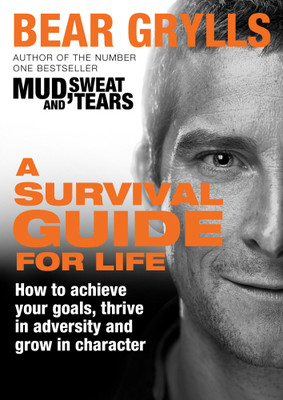 BEAR GRYLLS
AUTHOR OF THE NUMBER
ONE BESTSELLER
MUD, SWEAT
AND TEARS
A
SURVIVAL
GUIDE
FOR LIFE
How to achieve
your goals, thrive
in adversity and
grow in character